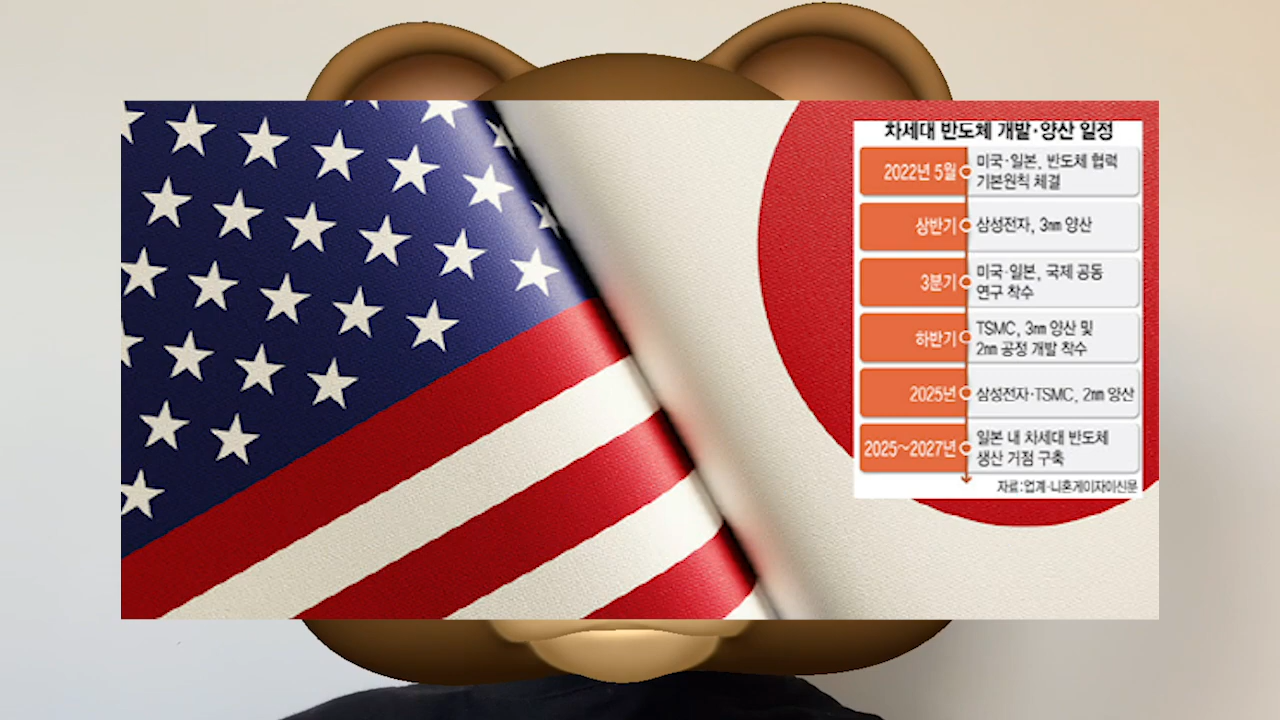 차세대 반도체 개발·양산 일정
2022년 5월
미국·일본, 반도체 협력
기본원칙 체결
상반기
삼성전자, 3㎚ 양산
3분기
미국·일본, 국제 공동
연구 착수
하반기
TSMC, 3㎚ 양산 및
2㎚ 공정 개발 착수
2025년
삼성전자·TSMC, 2㎚ 양산
2025~2027년
일본 내 차세대 반도체
생산 거점 구축
자료:업계·니혼게이자이신문